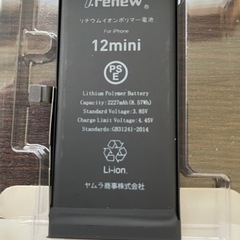 renew®
リチウムイオンポリマー電池
For iPhone
12mini
PSE
Lithium Polymer Battery
Capacity:2227mAh(8.57Wh)
Standard Voltage:3.85V
Charge Limit Voltage:4.45V
Standards:GB31241-2014
Li-ion
ヤムラ商事株式会社